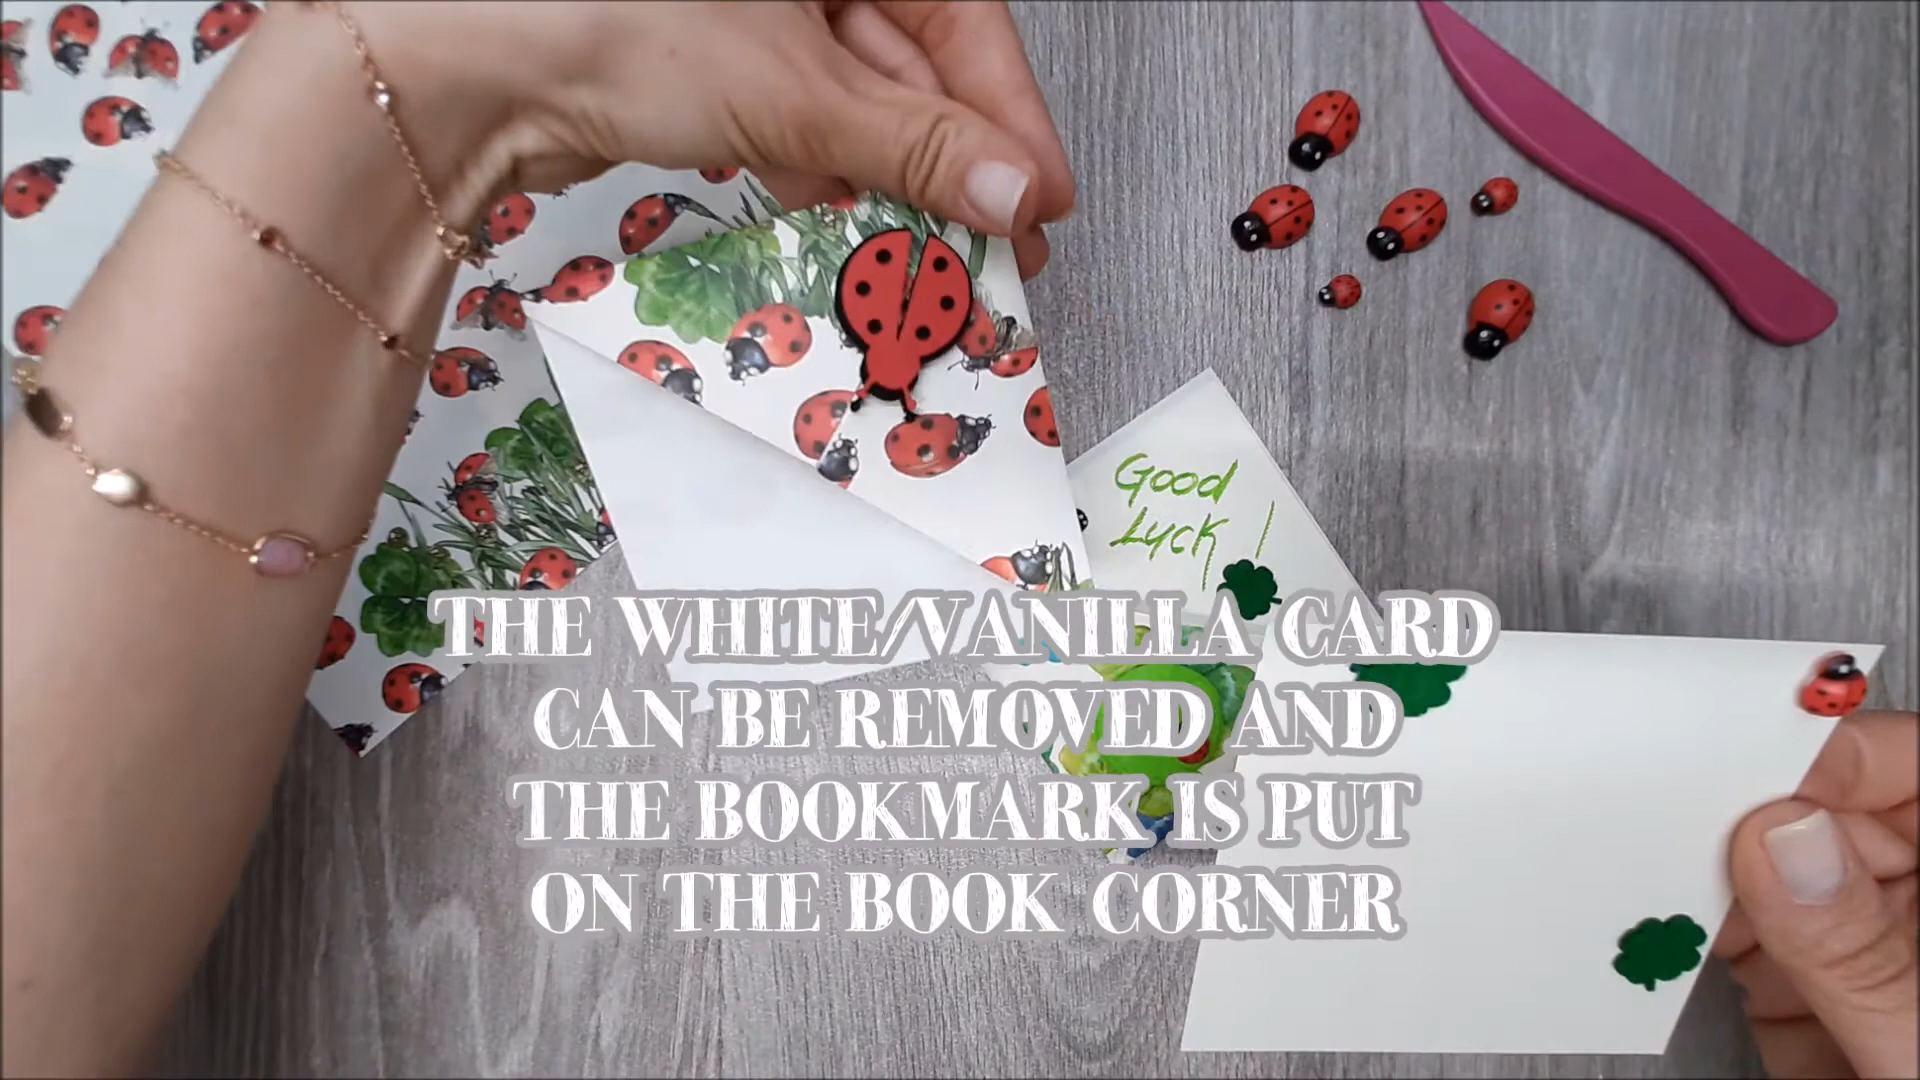 Good
Luck !
THE WHITE/VANILLA CARD
CAN BE REMOVED AND
THE BOOKMARK IS PUT
ON THE BOOK CORNER